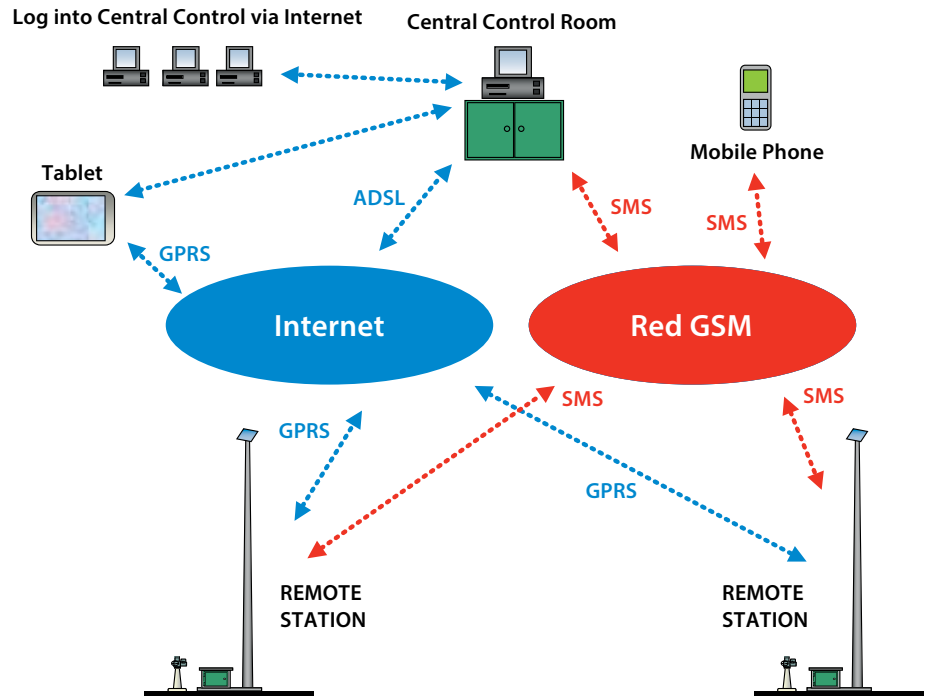 Log into Central Control via Internet
Central Control Room
Mobile Phone
Tablet
ADSL
SMS
SMS
GPRS
Internet
Red GSM
SMS
SMS
GPRS
GPRS
REMOTE
STATION
REMOTE
STATION